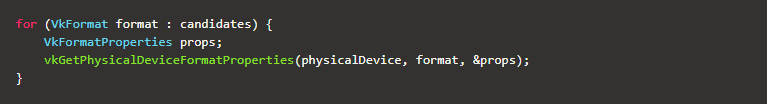 for (VkFormat format : candidates) {
    VkFormatProperties props;
    vkGetPhysicalDeviceFormatProperties(physicalDevice, format, &props);
}